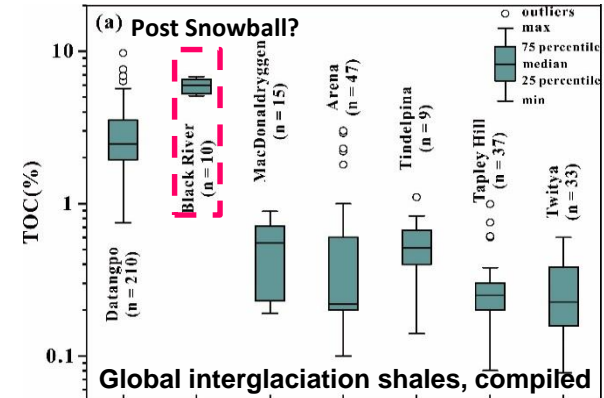 (a) Post Snowball?
outliers
max
75 percentile
median
25 percentile
min
TOC(%)
10
1
0.1
Datangpo
(n = 210)
Black River
(n = 10)
MacDonaldryggen
(n = 15)
Arena
(n = 47)
Tindelpina
(n = 9)
Tapley Hill
(n = 37)
Twitya
(n = 33)
Global interglaciation shales, compiled